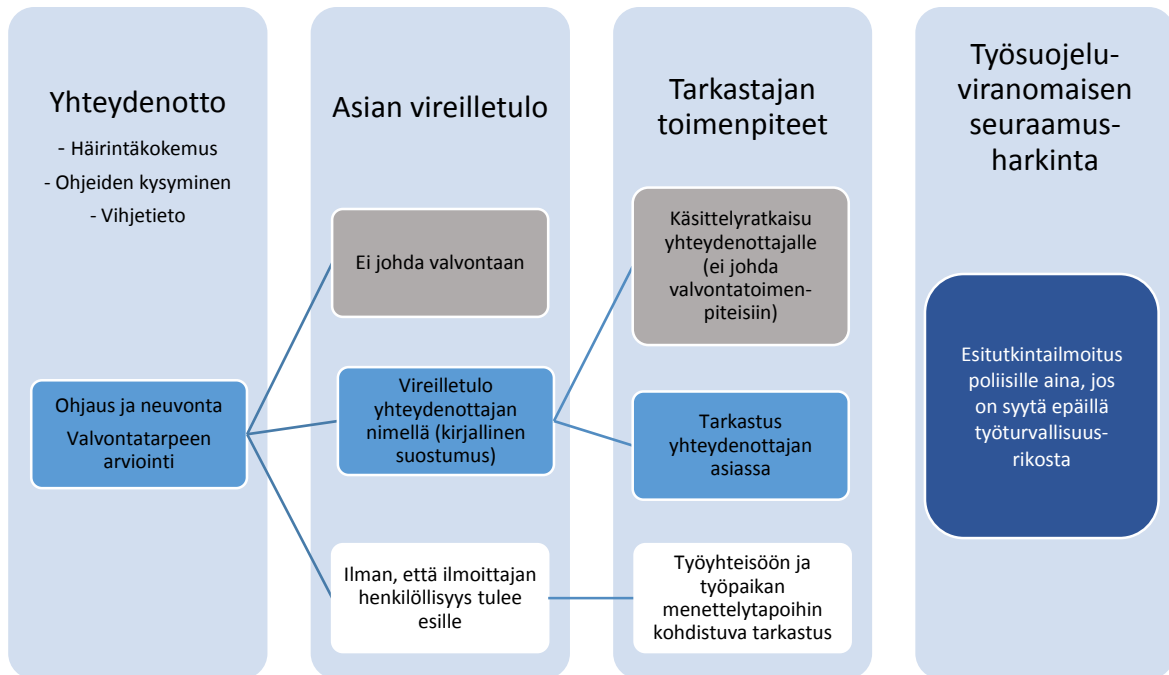 Yhteydenotto
- Häirintäkokemus
- Ohjeiden kysyminen
- Vihjetieto
Ohjaus ja neuvonta
Valvontatarpeen
arviointi
Asian vireilletulo
Ei johda valvontaan
Vireilletulo
yhteydenottajan
nimellä (kirjallinen
suostumus)
Ilman, että ilmoittajan
henkilöllisyys tulee
esille
Tarkastajan
toimenpiteet
Käsittelyratkaisu
yhteydenottajalle
(ei johda
valvontatoimen-
piteisiin)
Tarkastus
yhteydenottajan
asiassa
Työyhteisöön ja
työpaikan
menettelytapoihin
kohdistuva tarkastus
Työsuojelu-
viranomaisen
seuraamus-
harkinta
Esitutkintailmoitus
poliisille aina, jos
on syytä epäillä
työturvallisuus-
rikosta